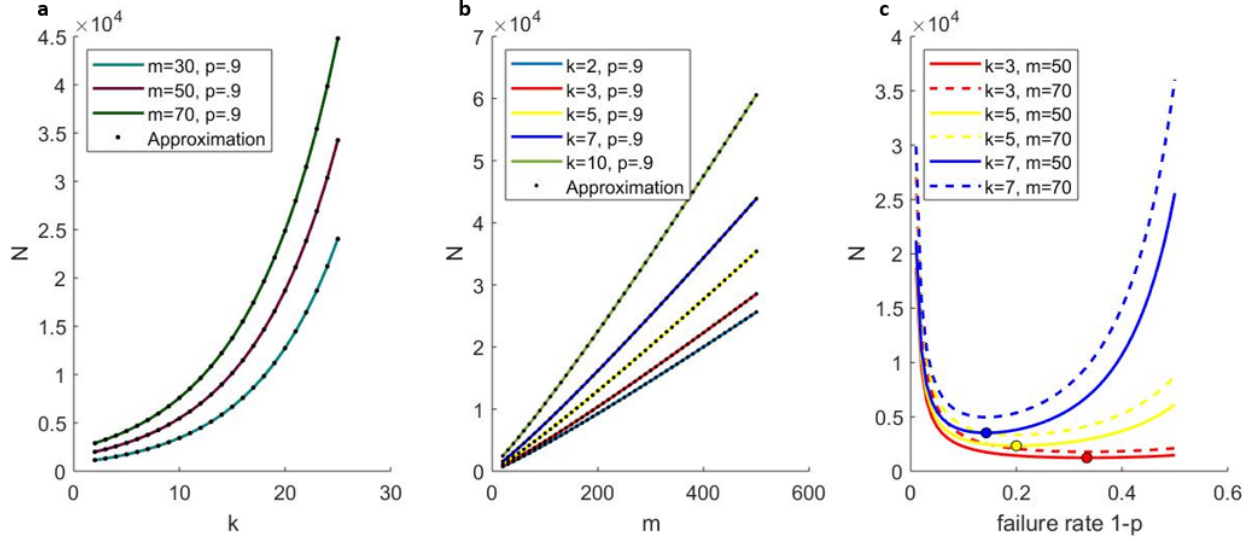 a
×10^4
4.5
4
3.5
3
2.5
2
1.5
1
0.5
0
N
m=30, p=.9
m=50, p=.9
m=70, p=.9
Approximation
0 10 20 30
k
b
×10^4
7
6
5
4
3
2
1
0
N
k=2, p=.9
k=3, p=.9
k=5, p=.9
k=7, p=.9
k=10, p=.9
Approximation
0 200 400 600
m
c
×10^4
4
3.5
3
2.5
2
1.5
1
0.5
0
N
k=3, m=50
k=3, m=70
k=5, m=50
k=5, m=70
k=7, m=50
k=7, m=70
0 0.2 0.4 0.6
failure rate 1-p